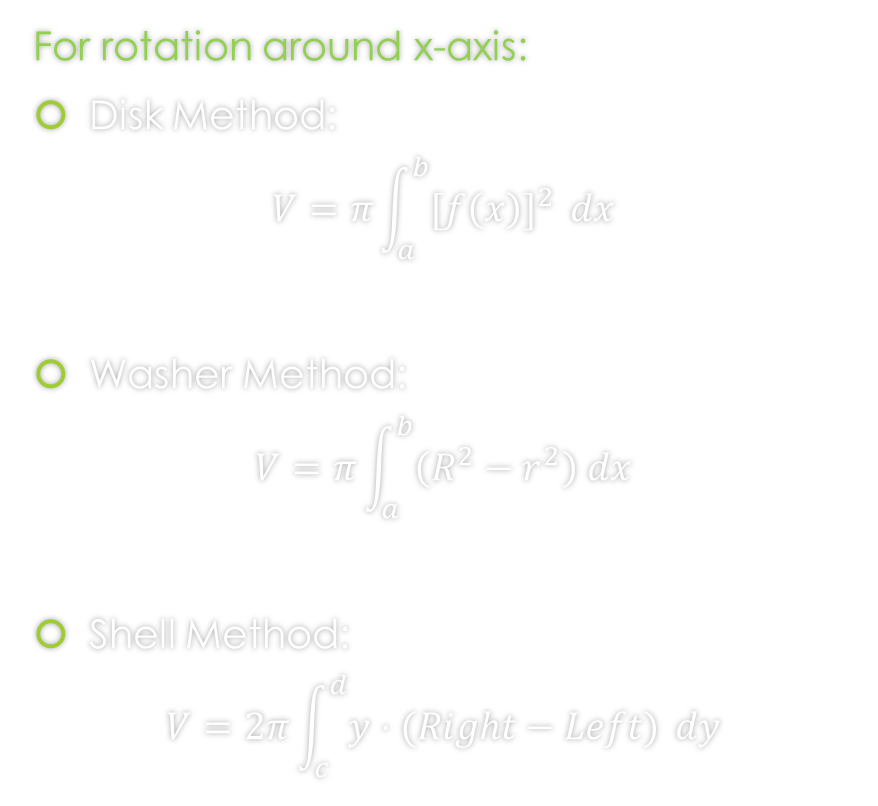 For rotation around x-axis:
Disk Method:
V = π ∫_a^b [f(x)]² dx
Washer Method:
V = π ∫_a^b (R² − r²) dx
Shell Method:
V = 2π ∫_c^d y · (Right − Left) dy